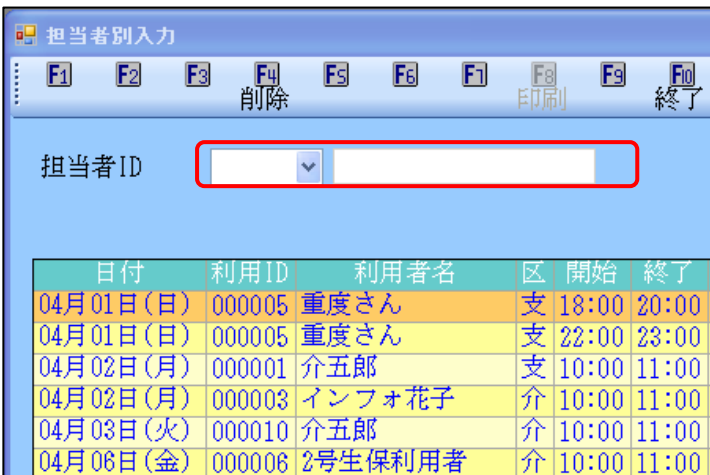 担当者別入力
F1 F2 F3 F4 F5 F6 F7 F8 F9 F10
削除 印刷 終了
担当者ID
日付 利用ID 利用者名 区 開始 終了
04月01日(日) 000005 重度さん 支 18:00 20:00
04月01日(日) 000005 重度さん 支 22:00 23:00
04月02日(月) 000001 介五郎 支 10:00 11:00
04月02日(月) 000003 インフォ花子 介 10:00 11:00
04月03日(火) 000010 介五郎 介 10:00 11:00
04月06日(金) 000006 2号生保利用者 介 10:00 11:00